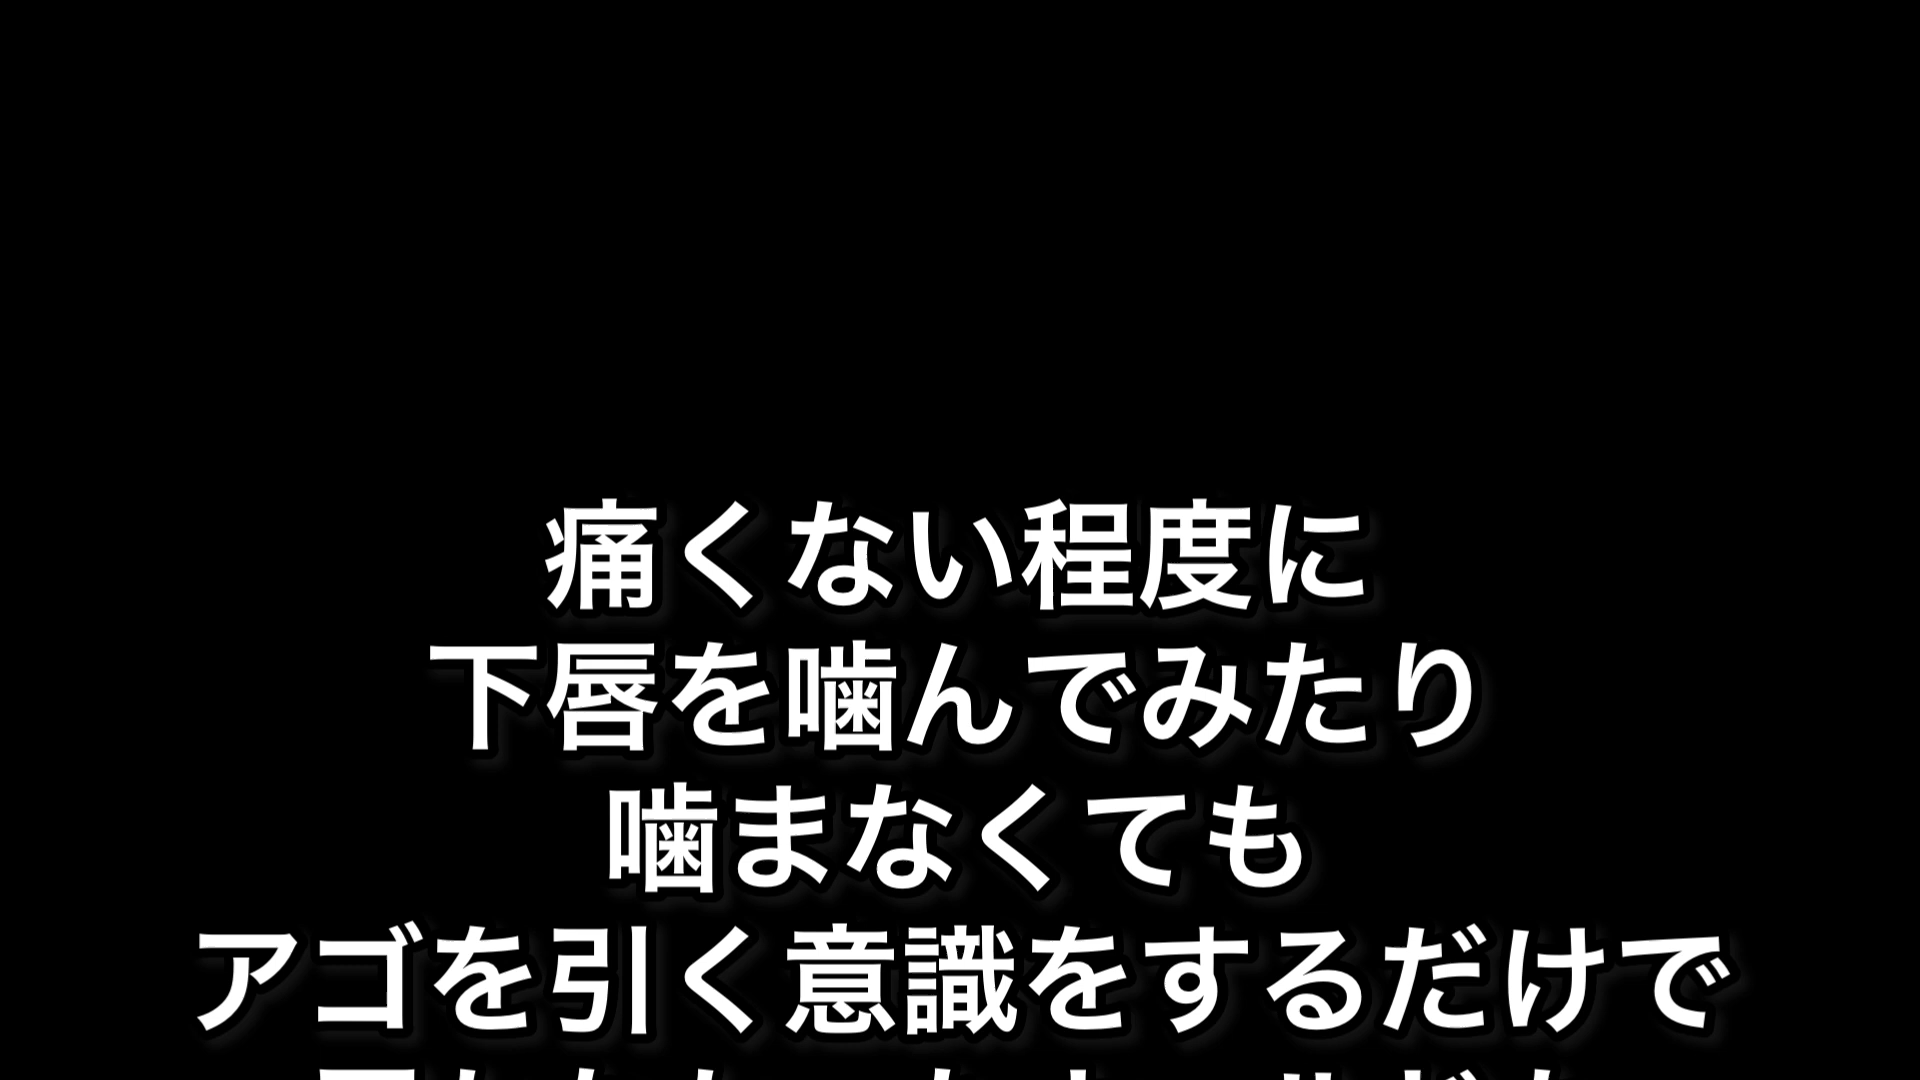 痛くない程度に
下唇を噛んでみたり
噛まなくても
アゴを引く意識をするだけで